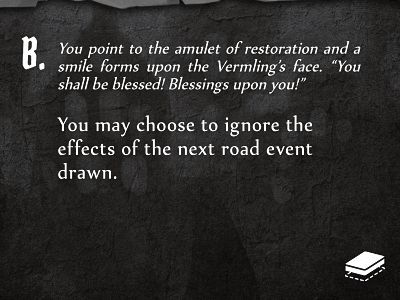 B.
You point to the amulet of restoration and a
smile forms upon the Vermling’s face. “You
shall be blessed! Blessings upon you!”
You may choose to ignore the
effects of the next road event
drawn.